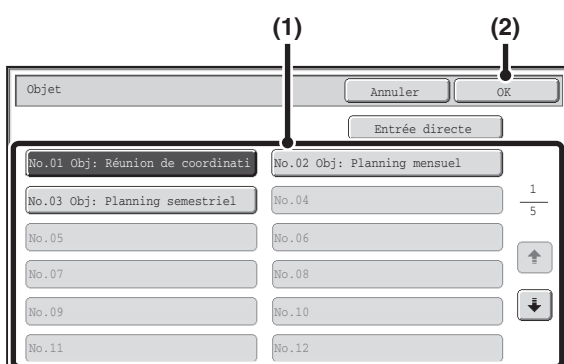 (1) (2)
Objet Annuler OK
Entrée directe
No.01 Obj: Réunion de coordinati No.02 Obj: Planning mensuel
No.03 Obj: Planning semestriel No.04
1
5
No.05 No.06
No.07 No.08
No.09 No.10
No.11 No.12